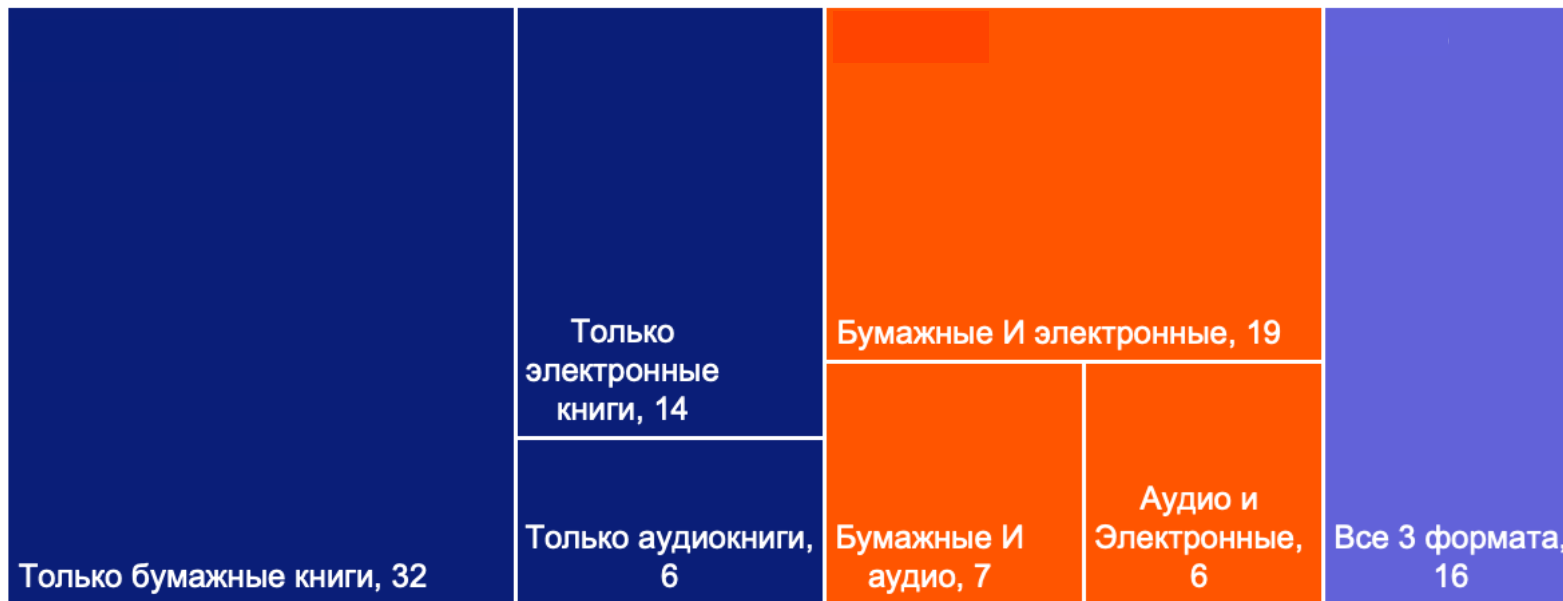 Только бумажные книги, 32
Только
электронные
книги, 14
Только аудиокниги,
6
Бумажные И электронные, 19
Бумажные И
аудио, 7
Аудио и
Электронные,
6
Все 3 формата,
16